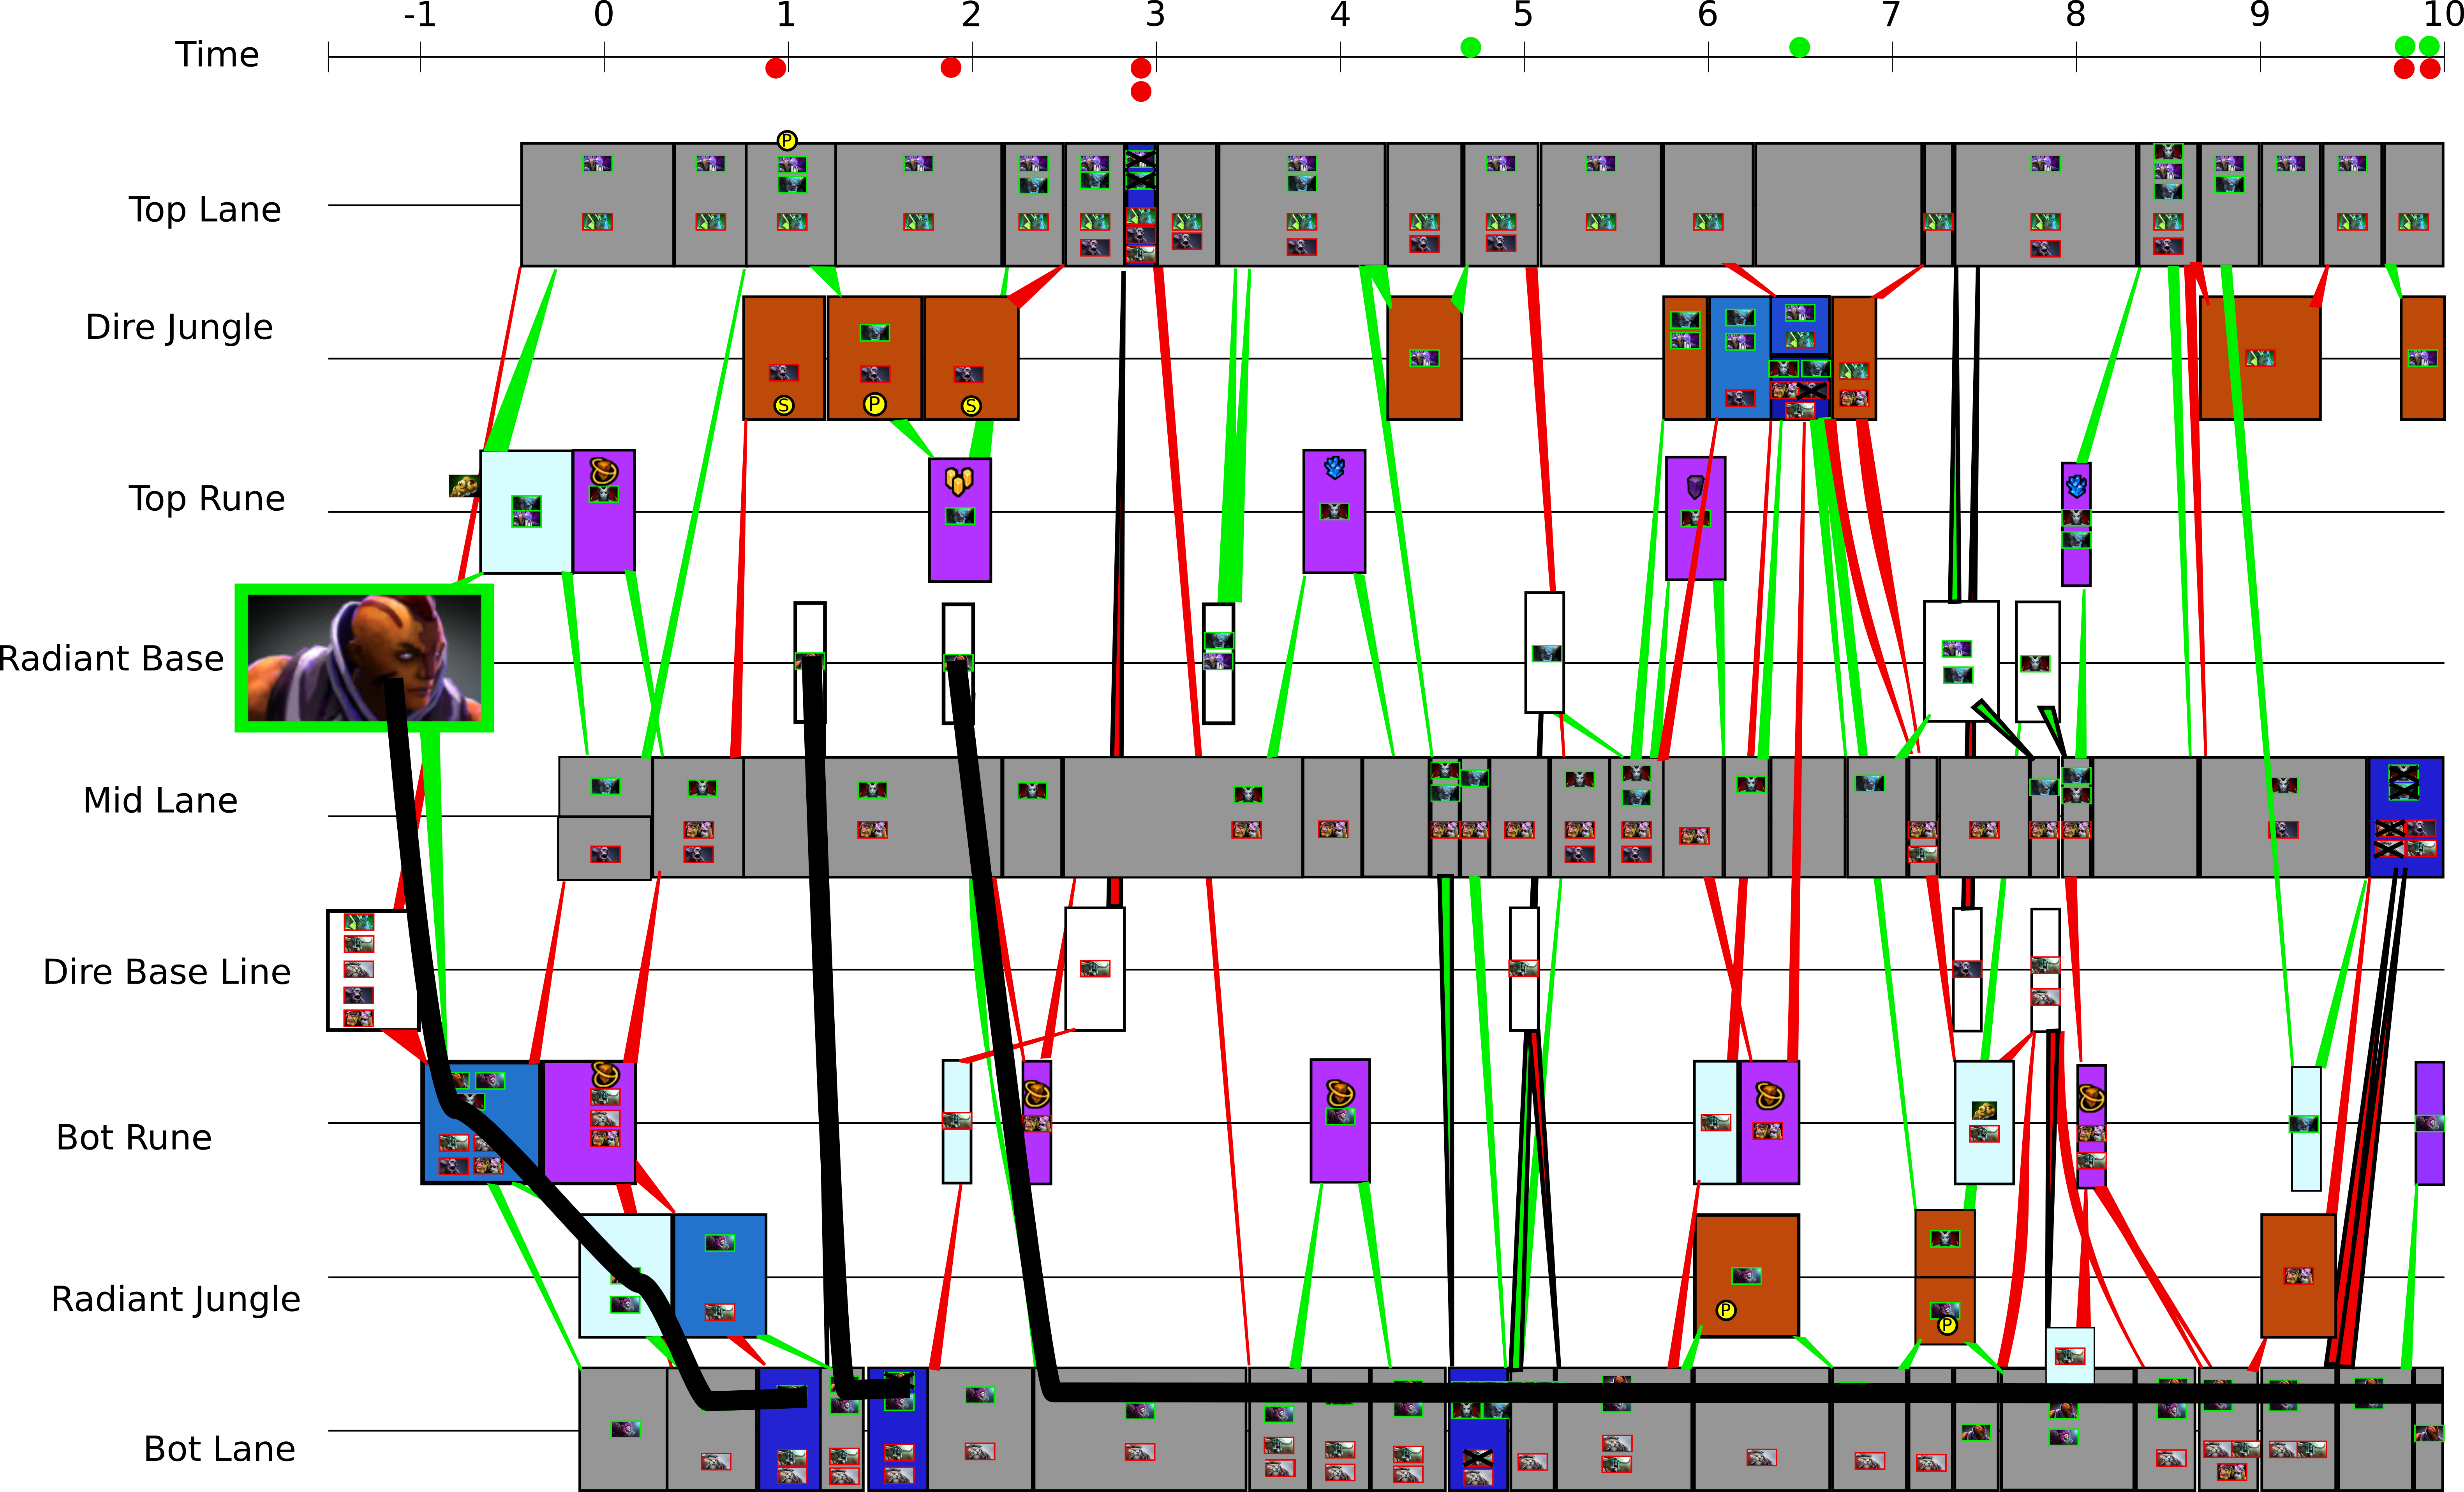 -1 0 1 2 3 4 5 6 7 8 9 10
Time
P
Top Lane
Dire Jungle
S P S
Top Rune
Radiant Base
Mid Lane
Dire Base Line
Bot Rune
Radiant Jungle
P P
Bot Lane